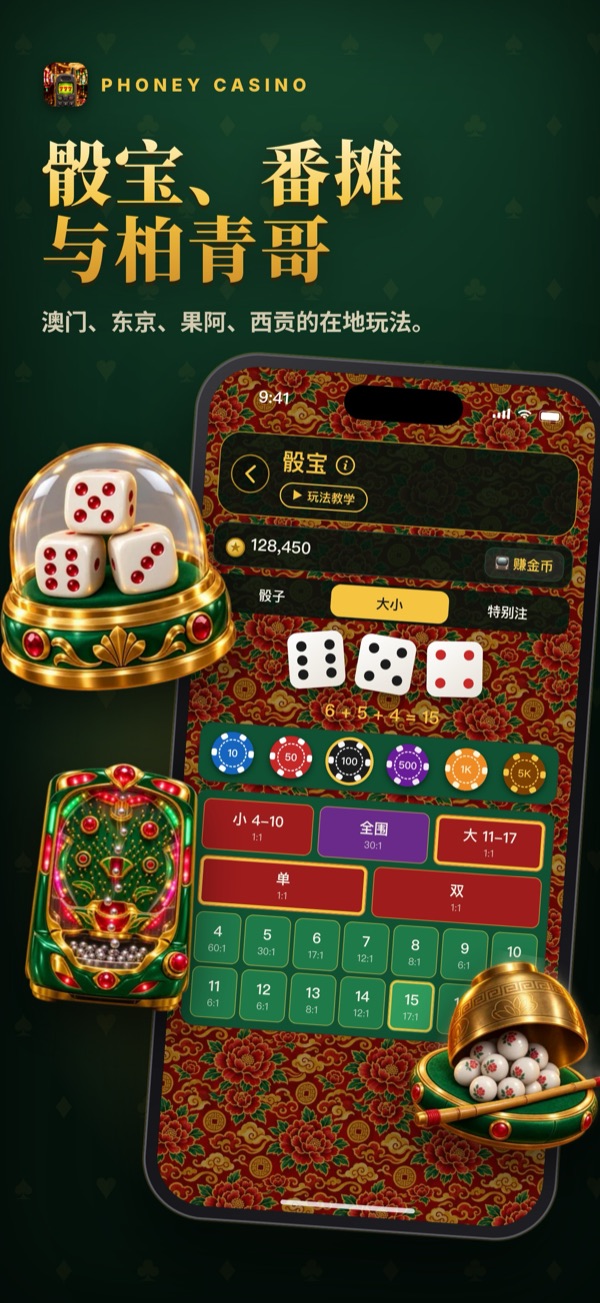 PHONEY CASINO
骰宝、番摊
与柏青哥
澳门、东京、果阿、西贡的在地玩法。
9:41
骰宝 i
玩法教学
128,450
赚金币
骰子 大小 特别注
6 + 5 + 4 = 15
10 50 100 500 1K 5K
小 4–10 全围 大 11–17
1:1 30:1 1:1
单 双
1:1 1:1
4 5 6 7 8 9 10
60:1 30:1 17:1 12:1 8:1 6:1
11 12 13 14 15
6:1 6:1 8:1 12:1 17:1